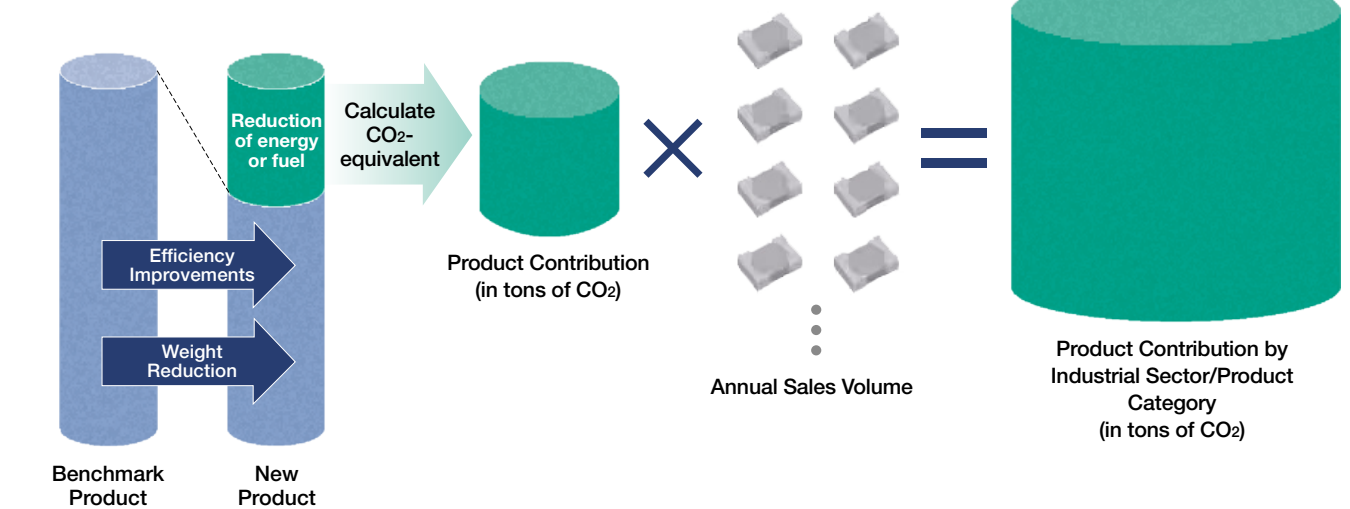 Reduction
of energy
or fuel
Calculate
CO2-
equivalent
Efficiency
Improvements
Weight
Reduction
Benchmark
Product
New
Product
Product Contribution
(in tons of CO2)
Annual Sales Volume
Product Contribution by
Industrial Sector/Product
Category
(in tons of CO2)